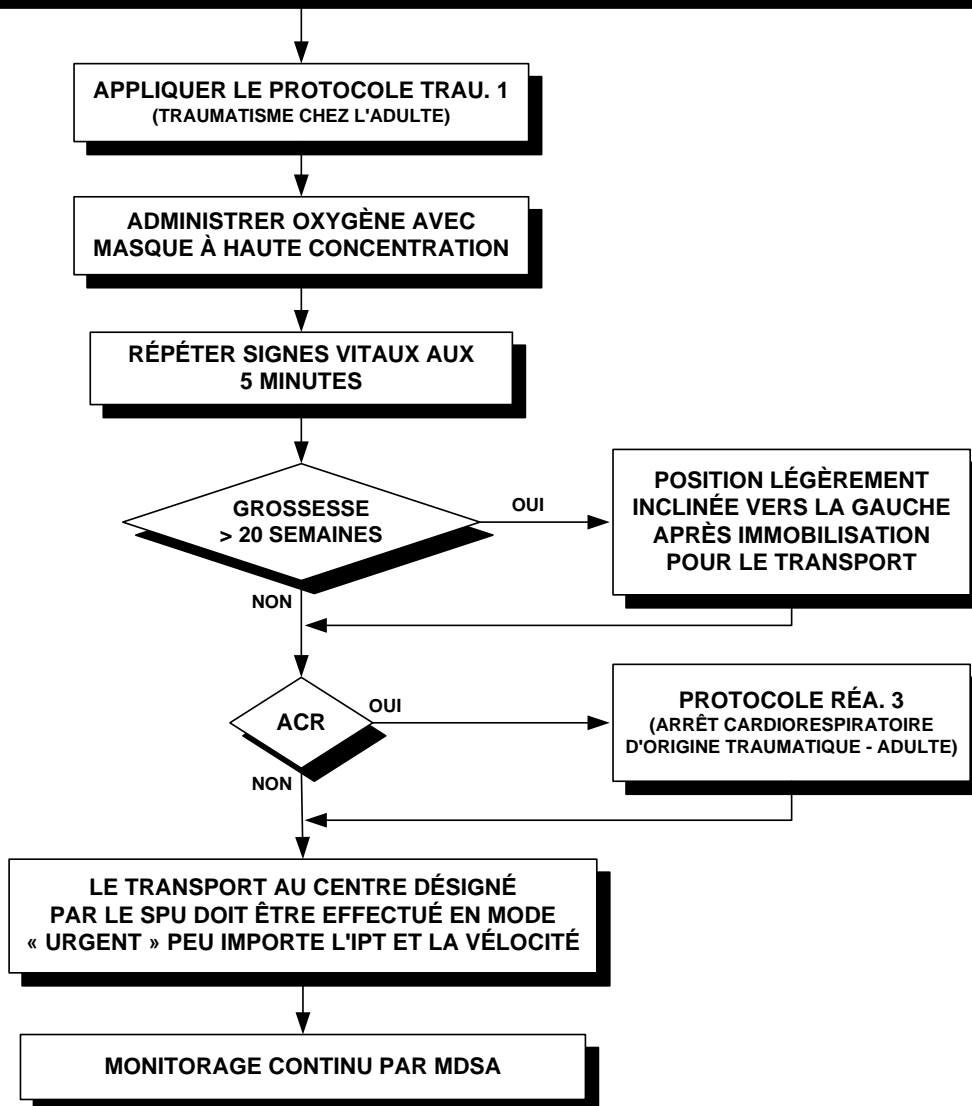 APPLIQUER LE PROTOCOLE TRAU. 1
(TRAUMATISME CHEZ L'ADULTE)
ADMINISTRER OXYGÈNE AVEC
MASQUE À HAUTE CONCENTRATION
RÉPÉTER SIGNES VITAUX AUX
5 MINUTES
GROSSESSE
> 20 SEMAINES
OUI
POSITION LÉGÈREMENT
INCLINÉE VERS LA GAUCHE
APRÈS IMMOBILISATION
POUR LE TRANSPORT
NON
ACR
OUI
PROTOCOLE RÉA. 3
(ARRÊT CARDIORESPIRATOIRE
D'ORIGINE TRAUMATIQUE - ADULTE)
NON
LE TRANSPORT AU CENTRE DÉSIGNÉ
PAR LE SPU DOIT ÊTRE EFFECTUÉ EN MODE
« URGENT » PEU IMPORTE L'IPT ET LA VÉLOCITÉ
MONITORAGE CONTINU PAR MDSA